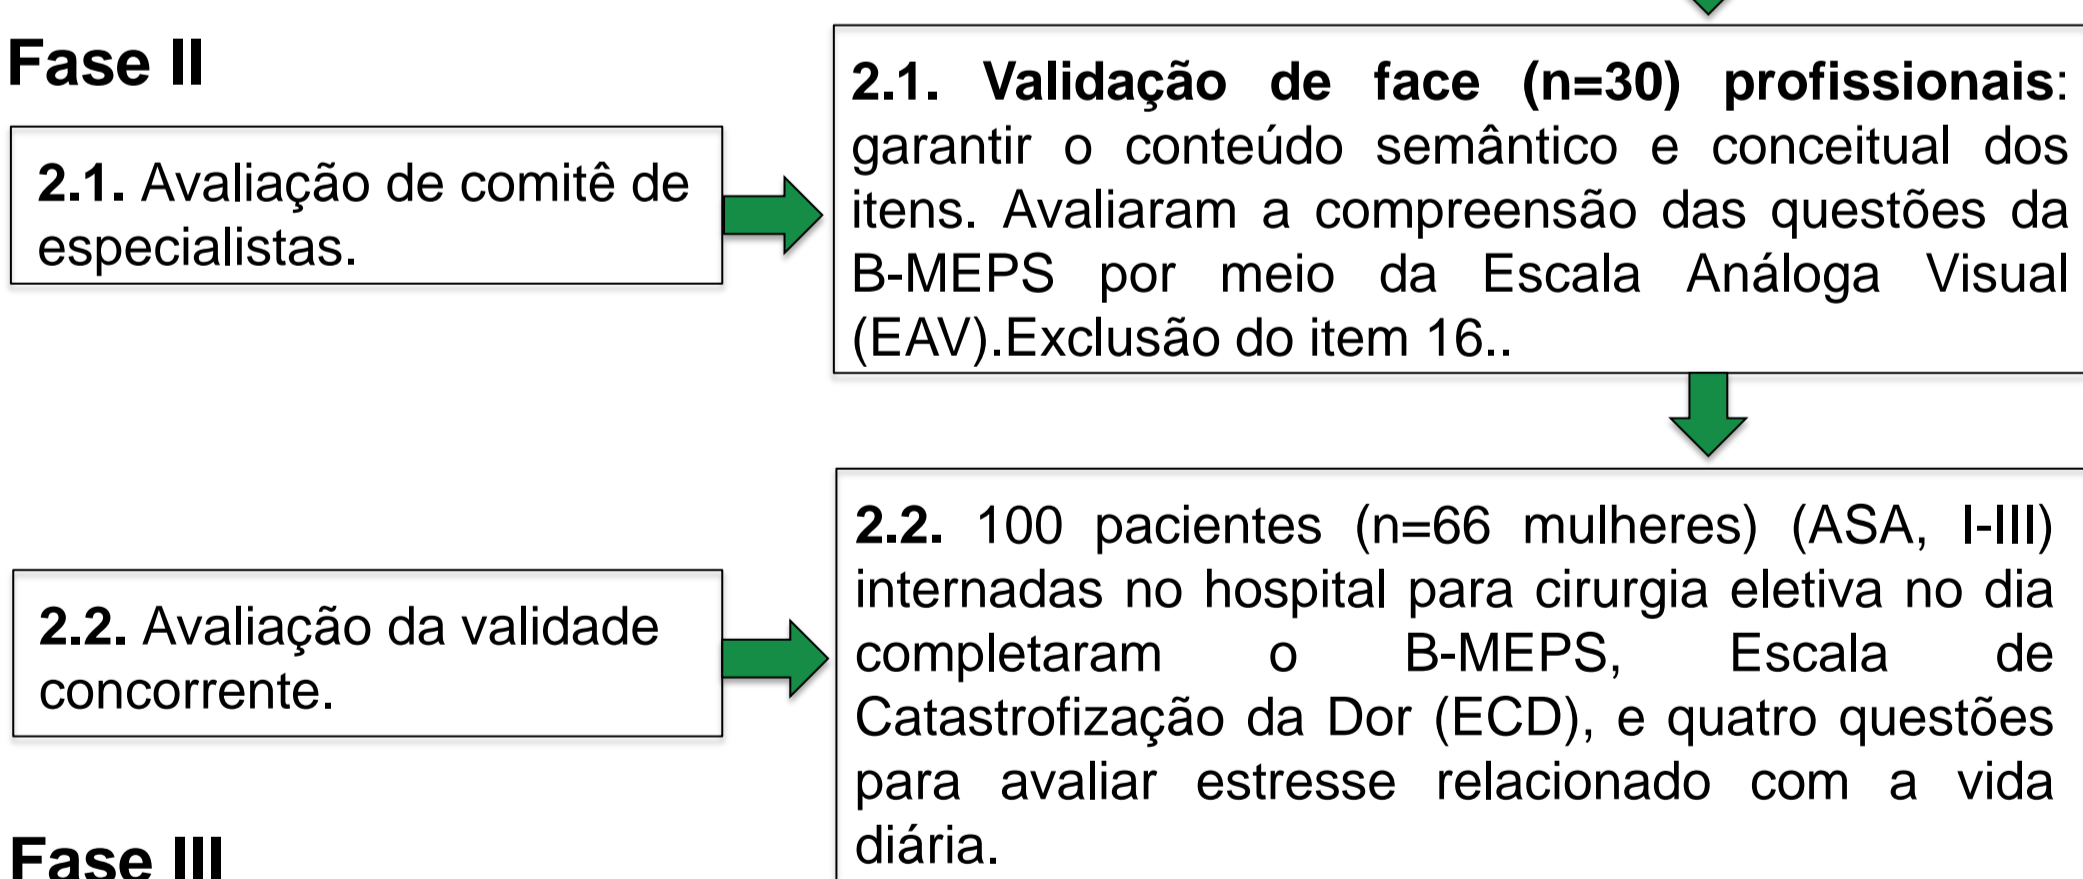 Fase II
2.1. Avaliação de comitê de
especialistas.
2.1. Validação de face (n=30) profissionais:
garantir o conteúdo semântico e conceitual dos
itens. Avaliaram a compreensão das questões da
B-MEPS por meio da Escala Análoga Visual
(EAV).Exclusão do item 16..
2.2. Avaliação da validade
concorrente.
2.2. 100 pacientes (n=66 mulheres) (ASA, I-III)
internadas no hospital para cirurgia eletiva no dia
completaram o B-MEPS, Escala de
Catastrofização da Dor (ECD), e quatro questões
para avaliar estresse relacionado com a vida
diária.
Fase III